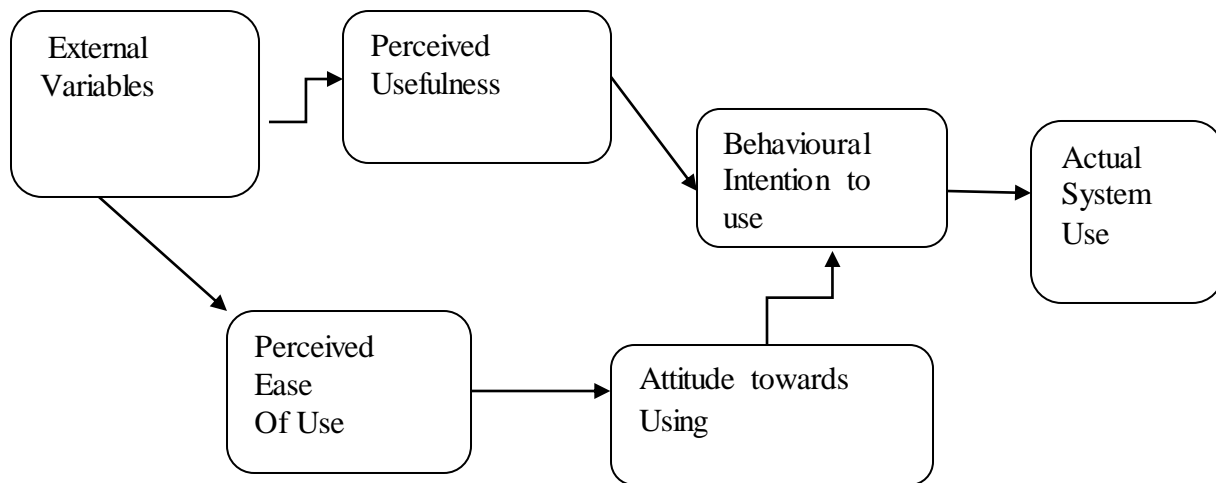 External
Variables
Perceived
Usefulness
Behavioural
Intention to
use
Actual
System
Use
Perceived
Ease
Of Use
Attitude towards
Using